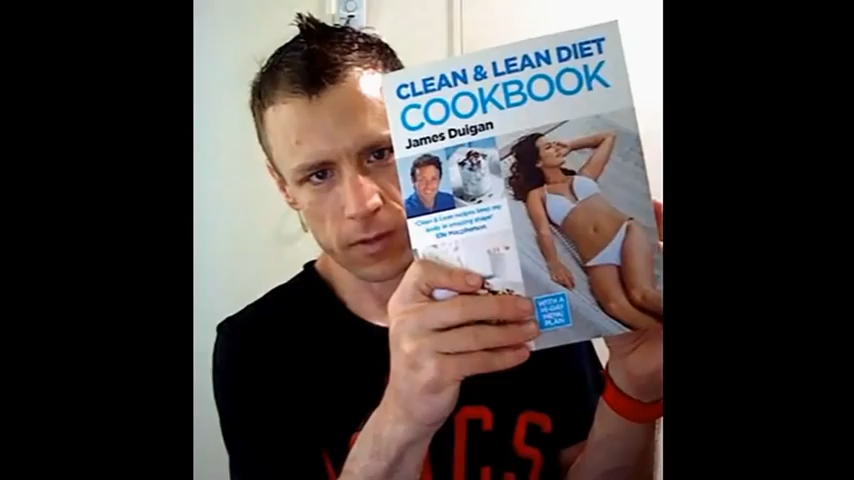 CLEAN & LEAN DIET
COOKBOOK
James Duigan
'Clean & Lean recipes keep my
body in amazing shape'
Elle Macpherson
WITH A
14-DAY
MENU
PLAN
ACS